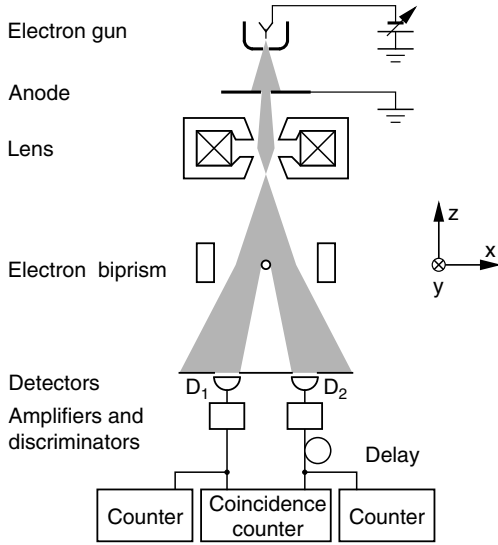 Electron gun
Anode
Lens
z
x
y
Electron biprism
Detectors
D1
D2
Amplifiers and
discriminators
Delay
Counter
Coincidence
counter
Counter